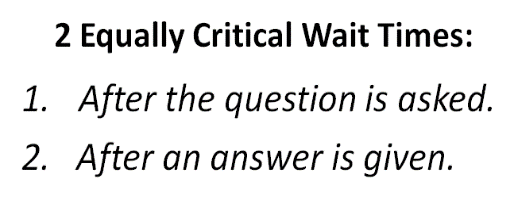 2 Equally Critical Wait Times:
1. After the question is asked.
2. After an answer is given.